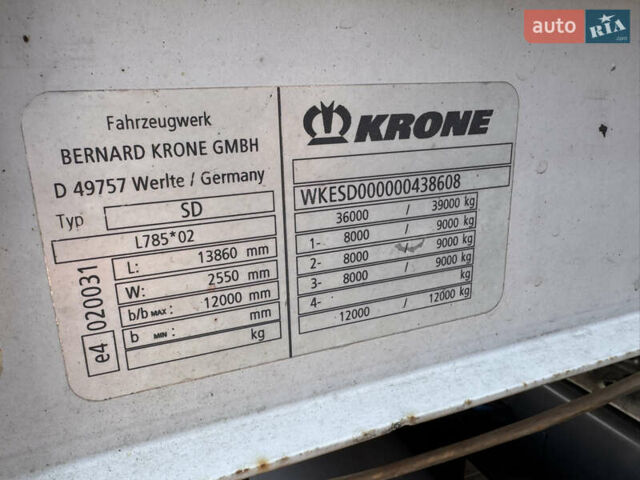 auto RIA.com
Fahrzeugwerk
BERNARD KRONE GMBH
D 49757 Werlte / Germany
Typ SD
L785*02
e4 020031
L: 13860 mm
W: 2550 mm
b/b MAX: 12000 mm
b MIN: mm
kg
KRONE
WKESD000000438608
36000 / 39000 kg
1- 8000 / 9000 kg
2- 8000 9000 kg
3- 8000 / 9000 kg
4- kg
12000 / 12000 kg